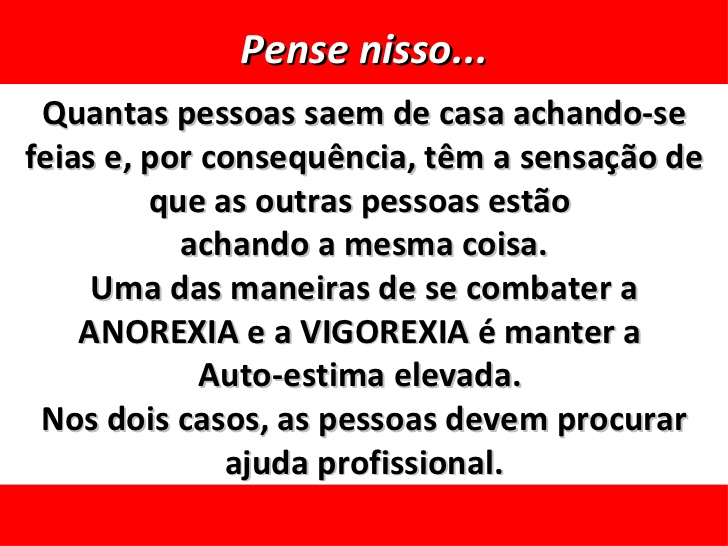 Pense nisso...
Quantas pessoas saem de casa achando-se
feias e, por consequência, têm a sensação de
que as outras pessoas estão
achando a mesma coisa.
Uma das maneiras de se combater a
ANOREXIA e a VIGOREXIA é manter a
Auto-estima elevada.
Nos dois casos, as pessoas devem procurar
ajuda profissional.